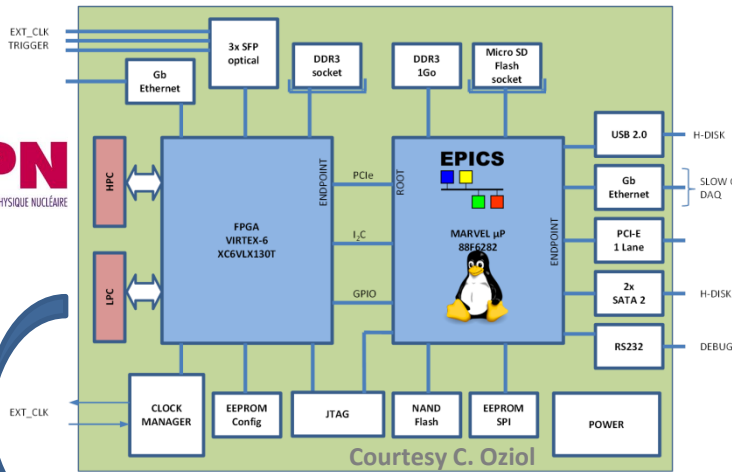 EXT_CLK
TRIGGER
3x SFP
optical
DDR3
socket
DDR3
1Go
Micro SD
Flash
socket
Gb
Ethernet
USB 2.0
H-DISK
PN
HYSIQUE NUCLÉAIRE
HPC
ENDPOINT
PCIe
ROOT
EPICS
Gb
Ethernet
SLOW
DAQ
FPGA
VIRTEX-6
XC6VLX130T
I2C
MARVEL µP
88F6282
ENDPOINT
PCI-E
1 Lane
LPC
GPIO
2x
SATA 2
H-DISK
RS232
DEBUG
EXT_CLK
CLOCK
MANAGER
EEPROM
Config
JTAG
NAND
Flash
EEPROM
SPI
POWER
Courtesy C. Oziol